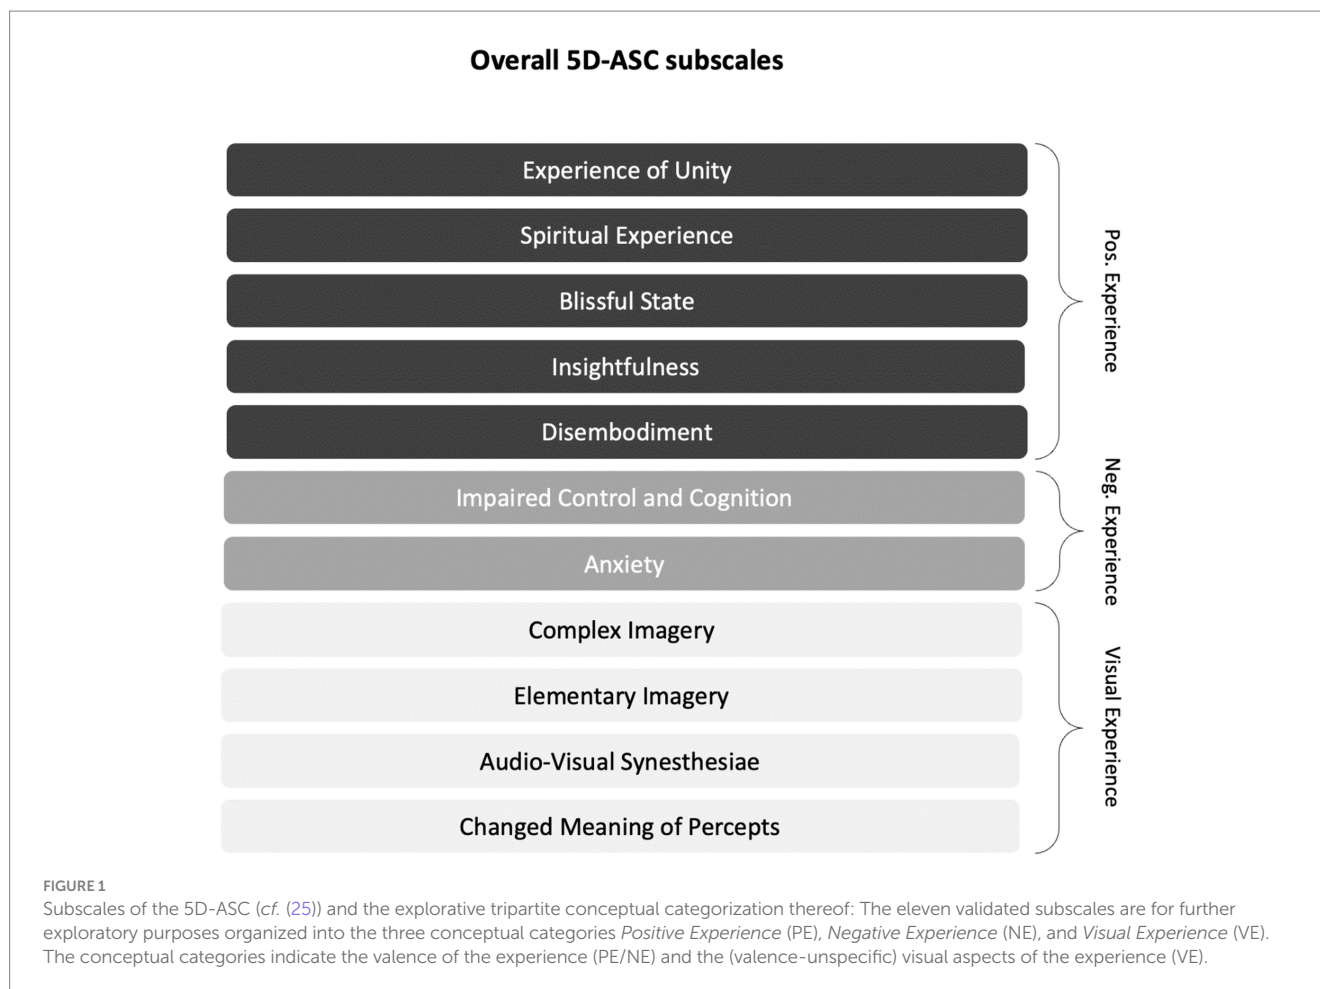 Overall 5D-ASC subscales
Experience of Unity
Spiritual Experience
Blissful State
Insightfulness
Disembodiment
Pos. Experience
Impaired Control and Cognition
Anxiety
Neg. Experience
Complex Imagery
Elementary Imagery
Audio-Visual Synesthesiae
Changed Meaning of Percepts
Visual Experience
FIGURE 1
Subscales of the 5D-ASC (cf. (25)) and the explorative tripartite conceptual categorization thereof: The eleven validated subscales are for further
exploratory purposes organized into the three conceptual categories Positive Experience (PE), Negative Experience (NE), and Visual Experience (VE).
The conceptual categories indicate the valence of the experience (PE/NE) and the (valence-unspecific) visual aspects of the experience (VE).